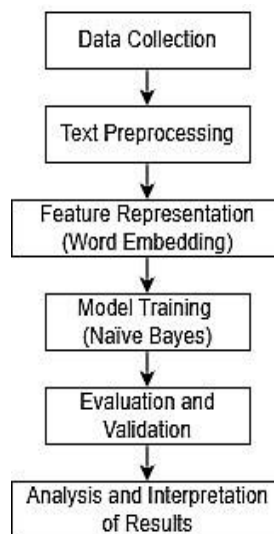 Data Collection
Text Preprocessing
Feature Representation
(Word Embedding)
Model Training
(Naïve Bayes)
Evaluation and
Validation
Analysis and Interpretation
of Results